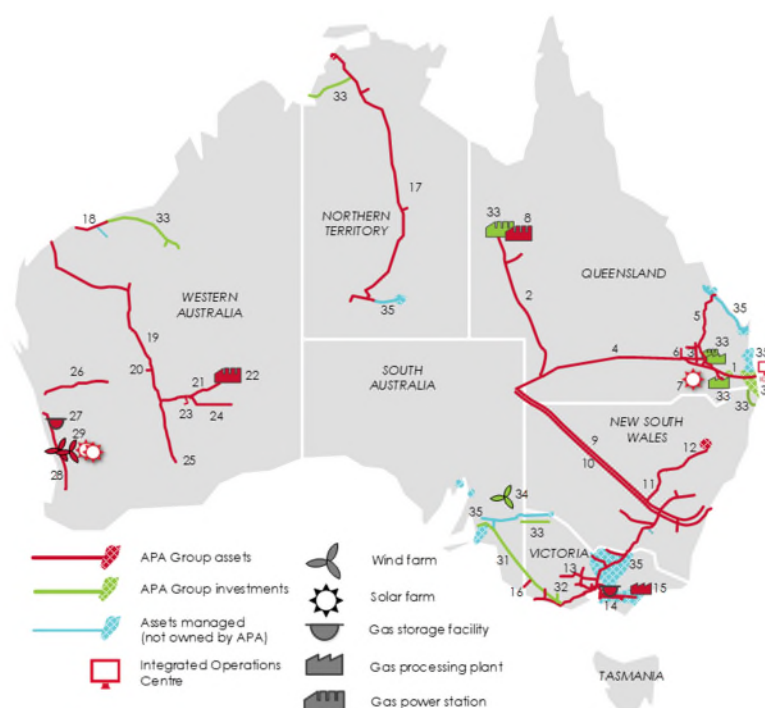 33
17
NORTHERN
TERRITORY
33
8
18
33
QUEENSLAND
2
WESTERN
AUSTRALIA
35
5
35
19
4
6
3
33
35
1
20
21
22
SOUTH
AUSTRALIA
7
33
26
23
24
33
NEW SOUTH
WALES
27
9
12
29
10
25
11
28
34
35
33
VICTORIA
35
31
13
15
16
32
14
APA Group assets
Wind farm
APA Group investments
Solar farm
Assets managed
(not owned by APA)
Gas storage facility
Integrated Operations
Centre
Gas processing plant
TASMANIA
Gas power station